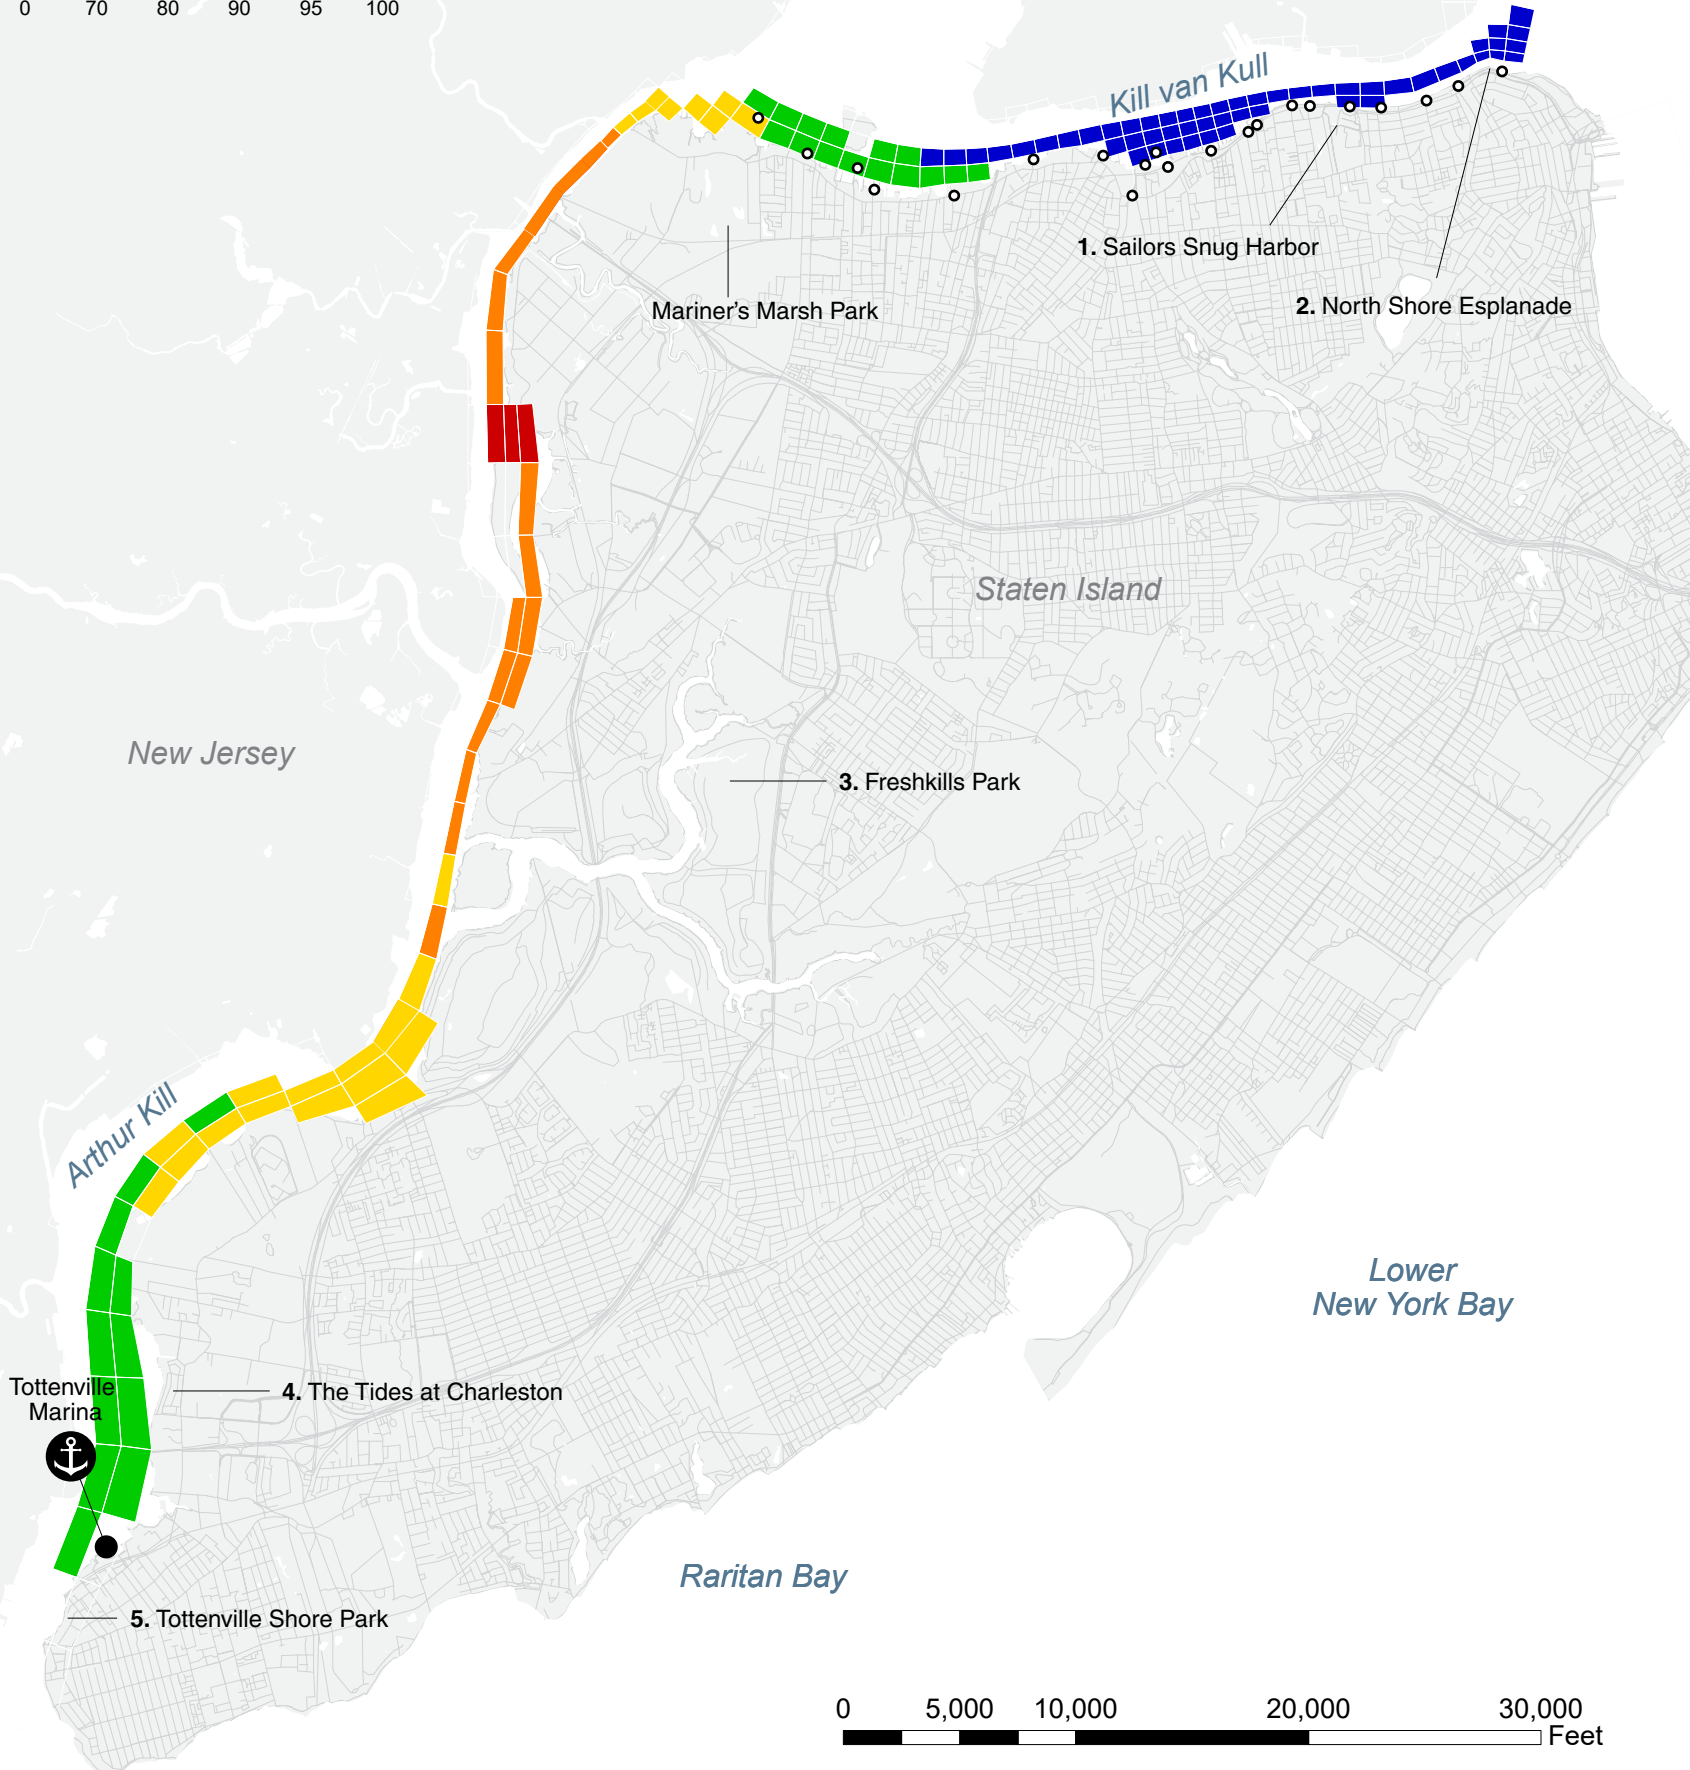 0 70 80 90 95 100
Kill van Kull
1. Sailors Snug Harbor
2. North Shore Esplanade
Mariner’s Marsh Park
Staten Island
New Jersey
3. Freshkills Park
Arthur Kill
Lower
New York Bay
Tottenville
Marina
4. The Tides at Charleston
Raritan Bay
5. Tottenville Shore Park
0 5,000 10,000 20,000 30,000
Feet